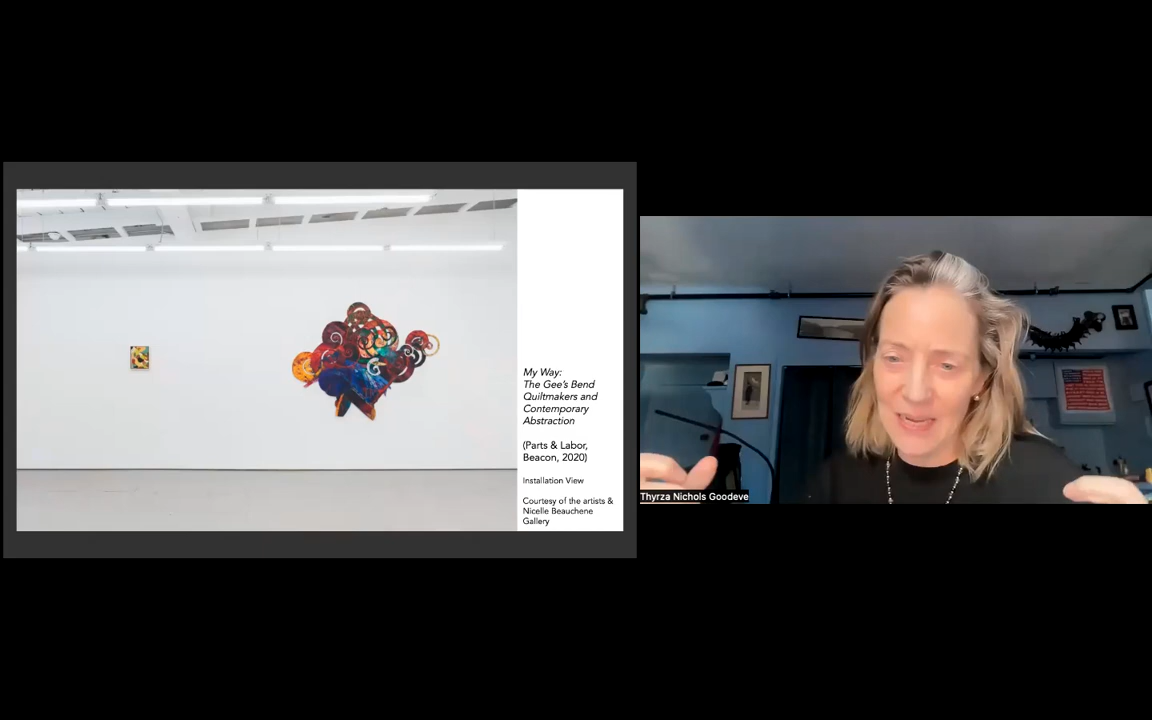 My Way:
The Gee's Bend
Quiltmakers and
Contemporary
Abstraction
(Parts & Labor,
Beacon, 2020)
Installation View
Courtesy of the artists &
Nicelle Beauchene
Gallery
Thyrza Nichols Goodeve